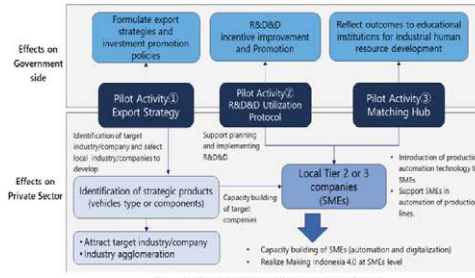 Effects on
Government
side
Formulate export
strategies and
investment promotion
policies
R&D&D
incentive improvement
and Promotion
Reflect outcomes to educational
institutions for industrial human
resource development
Pilot Activity①
Export Strategy
Pilot Activity②
R&D&D Utilization
Protocol
Pilot Activity③
Matching Hub
Identification of target
industry/company and select
local industry/companies to
develop
Support planning
and implementing
R&D&D
Effects on
Private Sector
Identification of strategic products
(vehicles type or components)
Capacity building
of target
companies
Local Tier 2 or 3
companies
(SMEs)
• Introduction of production
automation technology t
SMEs
• Support SMEs in
automation of production
lines.
• Attract target industry/company
• Industry agglomeration
• Capacity building of SMEs (automation and digitalization)
• Realize Making Indonesia 4.0 at SMEs level